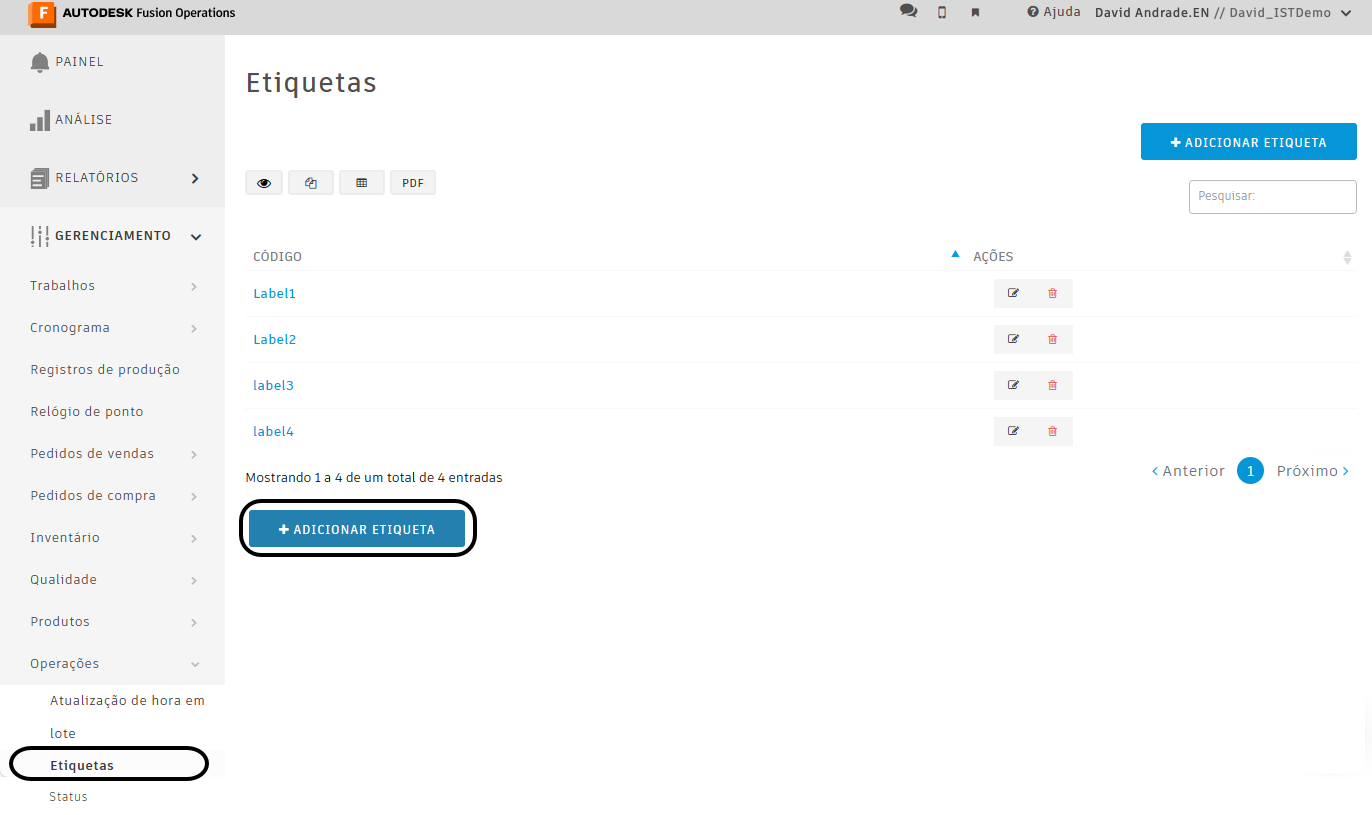 F AUTODESK Fusion Operations
Ajuda David Andrade.EN // David_ISTDemo
PAINEL
ANÁLISE
RELATÓRIOS
GERENCIAMENTO
Trabalhos
Cronograma
Registros de produção
Relógio de ponto
Pedidos de vendas
Pedidos de compra
Inventário
Qualidade
Produtos
Operações
Atualização de hora em
lote
Etiquetas
Status
Etiquetas
+ ADICIONAR ETIQUETA
PDF
Pesquisar:
CÓDIGO AÇÕES
Label1
Label2
label3
label4
Mostrando 1 a 4 de um total de 4 entradas
‹ Anterior 1 Próximo ›
+ ADICIONAR ETIQUETA